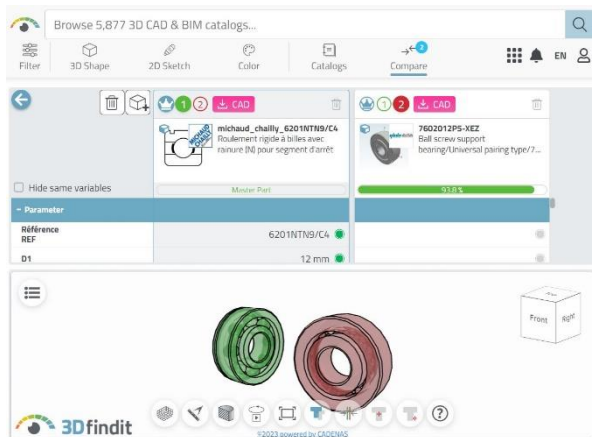 Browse 5,877 3D CAD & BIM catalogs...
Filter
3D Shape
2D Sketch
Color
Catalogs
2
Compare
EN
1 2 CAD
1 2 CAD
michaud_chailly_6201NTN9/C4
Roulement rigide à billes avec
rainure (N) pour segment d'arrêt
7602012PS-XEZ
Ball screw support
bearing/Universal pairing type/7...
Hide same variables
Master Part
93.8 %
- Parameter
Référence
REF
6201NTN9/C4
D1
12 mm
Front
Right
3Dfindit
©2023 powered by CADENAS
?